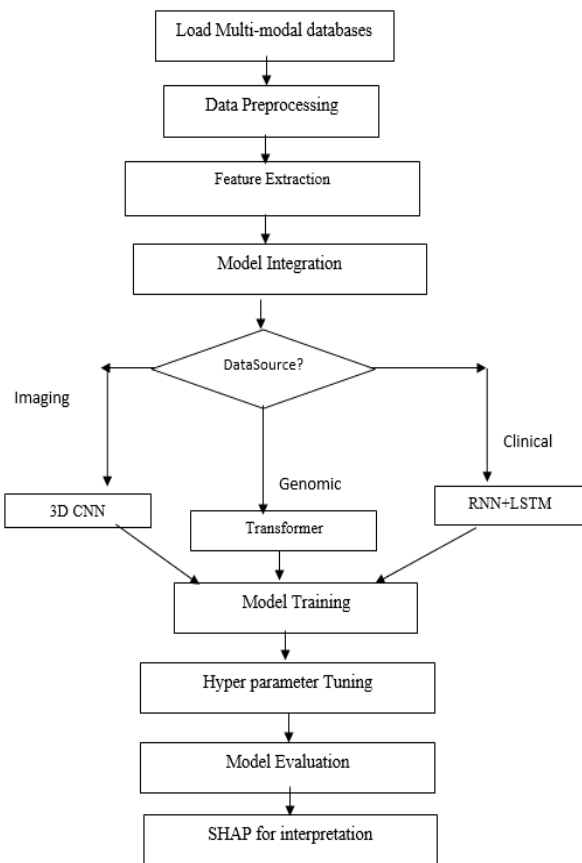 Load Multi-modal databases
Data Preprocessing
Feature Extraction
Model Integration
DataSource?
Imaging
Clinical
Genomic
3D CNN
Transformer
RNN+LSTM
Model Training
Hyper parameter Tuning
Model Evaluation
SHAP for interpretation